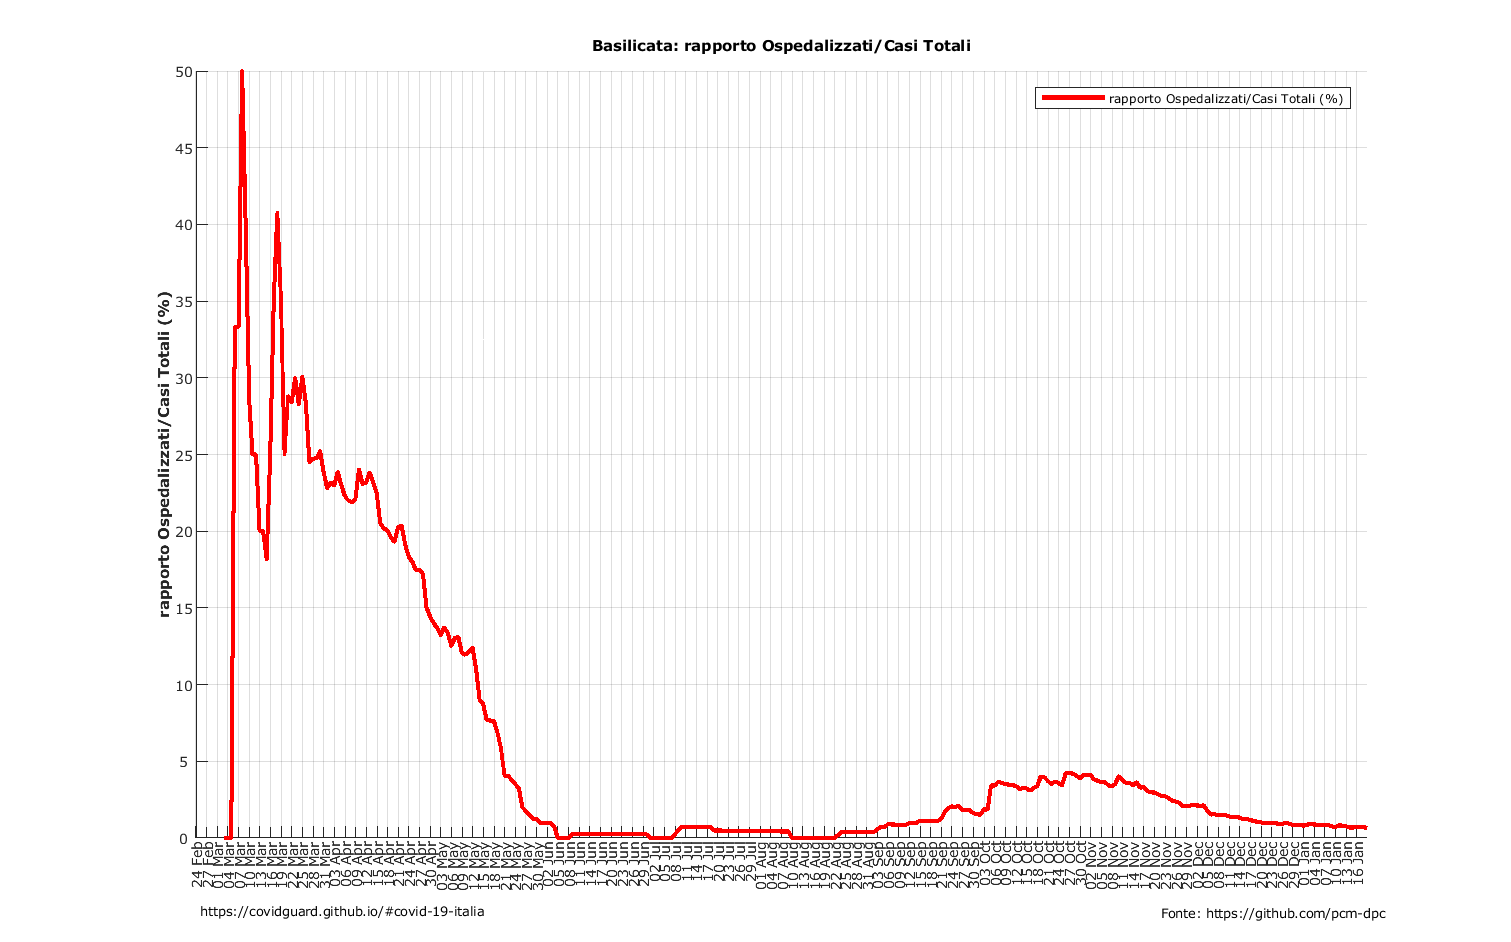 Basilicata: rapporto Ospedalizzati/Casi Totali
rapporto Ospedalizzati/Casi Totali (%)
rapporto Ospedalizzati/Casi Totali (%)
50
45
40
35
30
25
20
15
10
5
0
24 Feb
27 Feb
01 Mar
04 Mar
07 Mar
10 Mar
13 Mar
16 Mar
19 Mar
22 Mar
25 Mar
28 Mar
31 Mar
03 Apr
06 Apr
09 Apr
12 Apr
15 Apr
18 Apr
21 Apr
24 Apr
27 Apr
30 Apr
03 May
06 May
09 May
12 May
15 May
18 May
21 May
24 May
27 May
30 May
02 Jun
05 Jun
08 Jun
11 Jun
14 Jun
17 Jun
20 Jun
23 Jun
26 Jun
29 Jun
02 Jul
05 Jul
08 Jul
11 Jul
14 Jul
17 Jul
20 Jul
23 Jul
26 Jul
29 Jul
01 Aug
04 Aug
07 Aug
10 Aug
13 Aug
16 Aug
19 Aug
22 Aug
25 Aug
28 Aug
31 Aug
03 Sep
06 Sep
09 Sep
12 Sep
15 Sep
18 Sep
21 Sep
24 Sep
27 Sep
30 Sep
03 Oct
06 Oct
09 Oct
12 Oct
15 Oct
18 Oct
21 Oct
24 Oct
27 Oct
30 Oct
02 Nov
05 Nov
08 Nov
11 Nov
14 Nov
17 Nov
20 Nov
23 Nov
26 Nov
29 Nov
02 Dec
05 Dec
08 Dec
11 Dec
14 Dec
17 Dec
20 Dec
23 Dec
26 Dec
29 Dec
01 Jan
04 Jan
07 Jan
10 Jan
13 Jan
16 Jan
https://covidguard.github.io/#covid-19-italia
Fonte: https://github.com/pcm-dpc